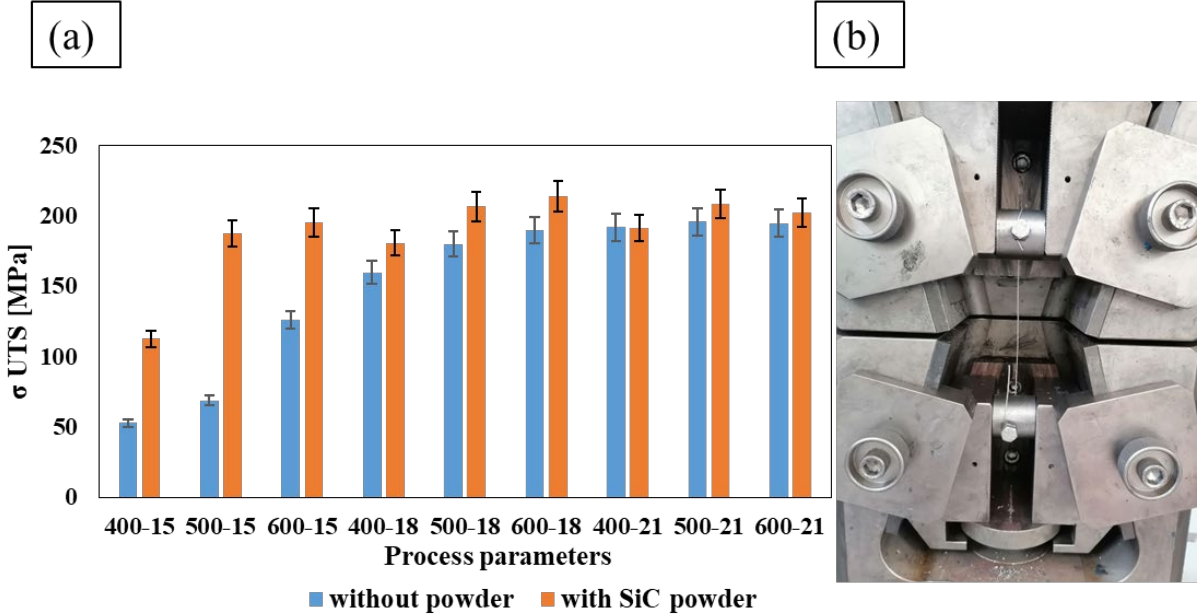 (a)
(b)
250
200
150
100
50
0
σ UTS [MPa]
400-15 500-15 600-15 400-18 500-18 600-18 400-21 500-21 600-21
Process parameters
without powder with SiC powder